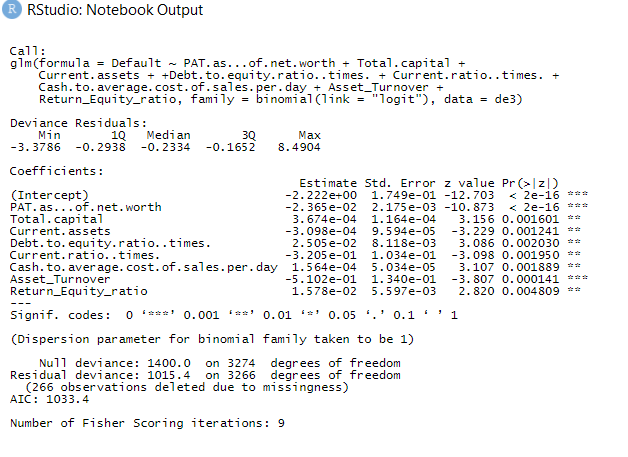 R RStudio: Notebook Output
Call:
glm(formula = Default ~ PAT.as...of.net.worth + Total.capital +
Current.assets + +Debt.to.equity.ratio..times. + Current.ratio..times. +
Cash.to.average.cost.of.sales.per.day + Asset_Turnover +
Return_Equity_ratio, family = binomial(link = "logit"), data = de3)
Deviance Residuals:
Min 1Q Median 3Q Max
-3.3786 -0.2938 -0.2334 -0.1652 8.4904
Coefficients:
Estimate Std. Error z value Pr(>|z|)
(Intercept) -2.222e+00 1.749e-01 -12.703 < 2e-16 ***
PAT.as...of.net.worth -2.365e-02 2.175e-03 -10.873 < 2e-16 ***
Total.capital 3.674e-04 1.164e-04 3.156 0.001601 **
Current.assets -3.098e-04 9.594e-05 -3.229 0.001241 **
Debt.to.equity.ratio..times. 2.505e-02 8.118e-03 3.086 0.002030 **
Current.ratio..times. -3.205e-01 1.034e-01 -3.098 0.001950 **
Cash.to.average.cost.of.sales.per.day 1.564e-04 5.034e-05 3.107 0.001889 **
Asset_Turnover -5.102e-01 1.340e-01 -3.807 0.000141 ***
Return_Equity_ratio 1.578e-02 5.597e-03 2.820 0.004809 **
---
Signif. codes: 0 ‘***’ 0.001 ‘**’ 0.01 ‘*’ 0.05 ‘.’ 0.1 ‘ ’ 1
(Dispersion parameter for binomial family taken to be 1)
Null deviance: 1400.0 on 3274 degrees of freedom
Residual deviance: 1015.4 on 3266 degrees of freedom
(266 observations deleted due to missingness)
AIC: 1033.4
Number of Fisher Scoring iterations: 9